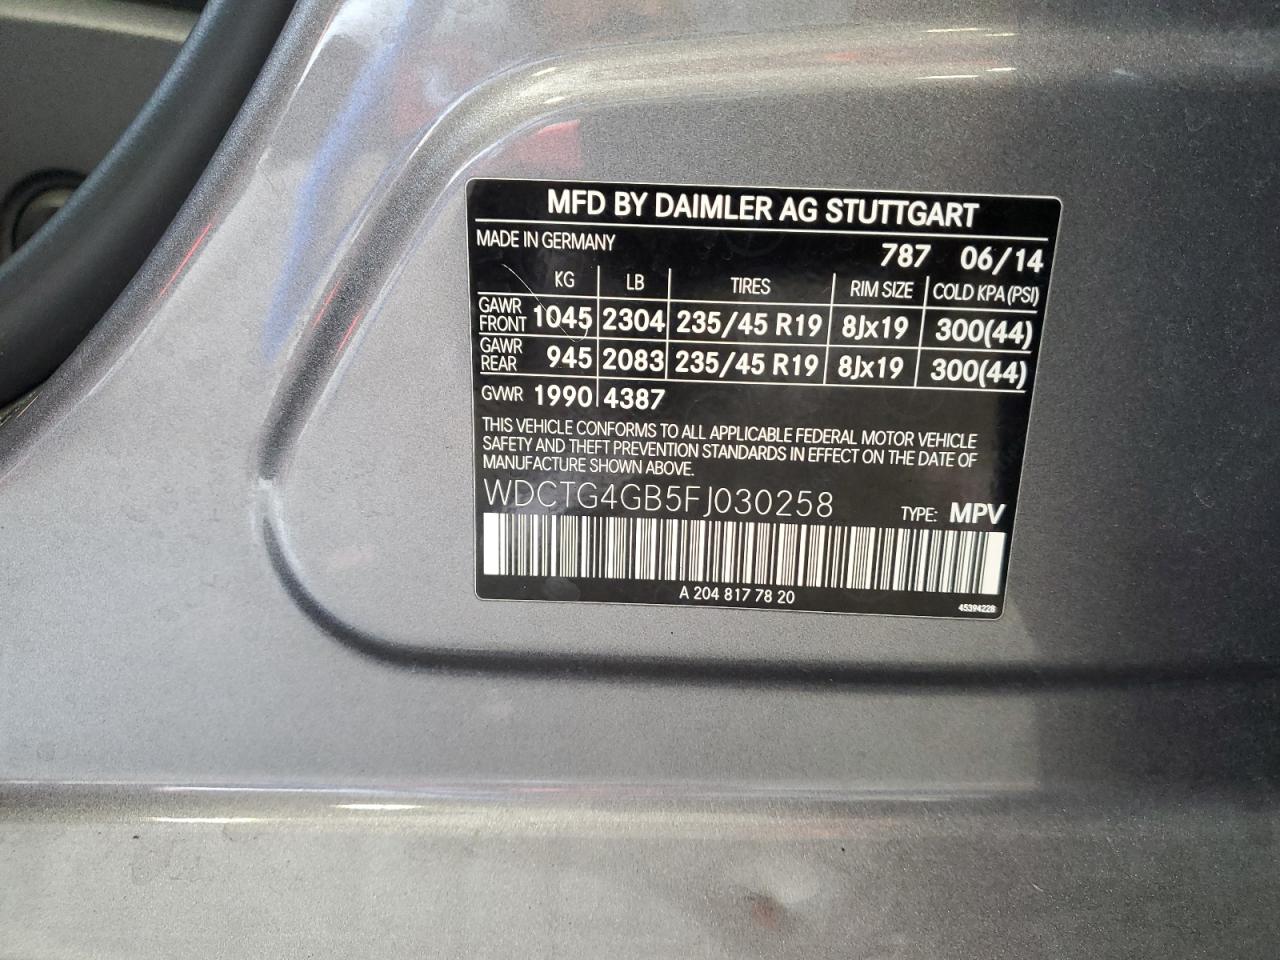 MFD BY DAIMLER AG STUTTGART
MADE IN GERMANY 787 06/14
KG LB TIRES RIM SIZE COLD KPA (PSI)
GAWR FRONT 1045 2304 235/45 R19 8Jx19 300(44)
GAWR REAR 945 2083 235/45 R19 8Jx19 300(44)
GVWR 1990 4387
THIS VEHICLE CONFORMS TO ALL APPLICABLE FEDERAL MOTOR VEHICLE
SAFETY AND THEFT PREVENTION STANDARDS IN EFFECT ON THE DATE OF
MANUFACTURE SHOWN ABOVE.
WDCTG4GB5FJ030258 TYPE: MPV
A 204 817 78 20
45394228